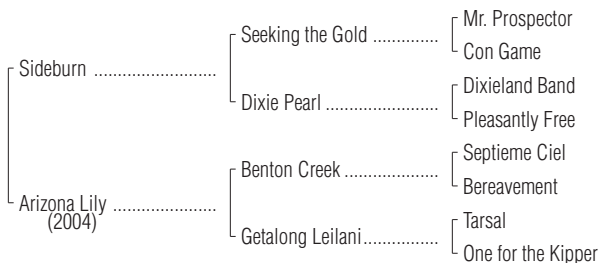 Mr. Prospector
Seeking the Gold ..............
Con Game
Sideburn ..........................
Dixieland Band
Dixie Pearl ........................
Pleasantly Free
Septieme Ciel
Benton Creek ....................
Bereavement
Arizona Lily ......................
(2004)
Tarsal
Getalong Leilani................
One for the Kipper